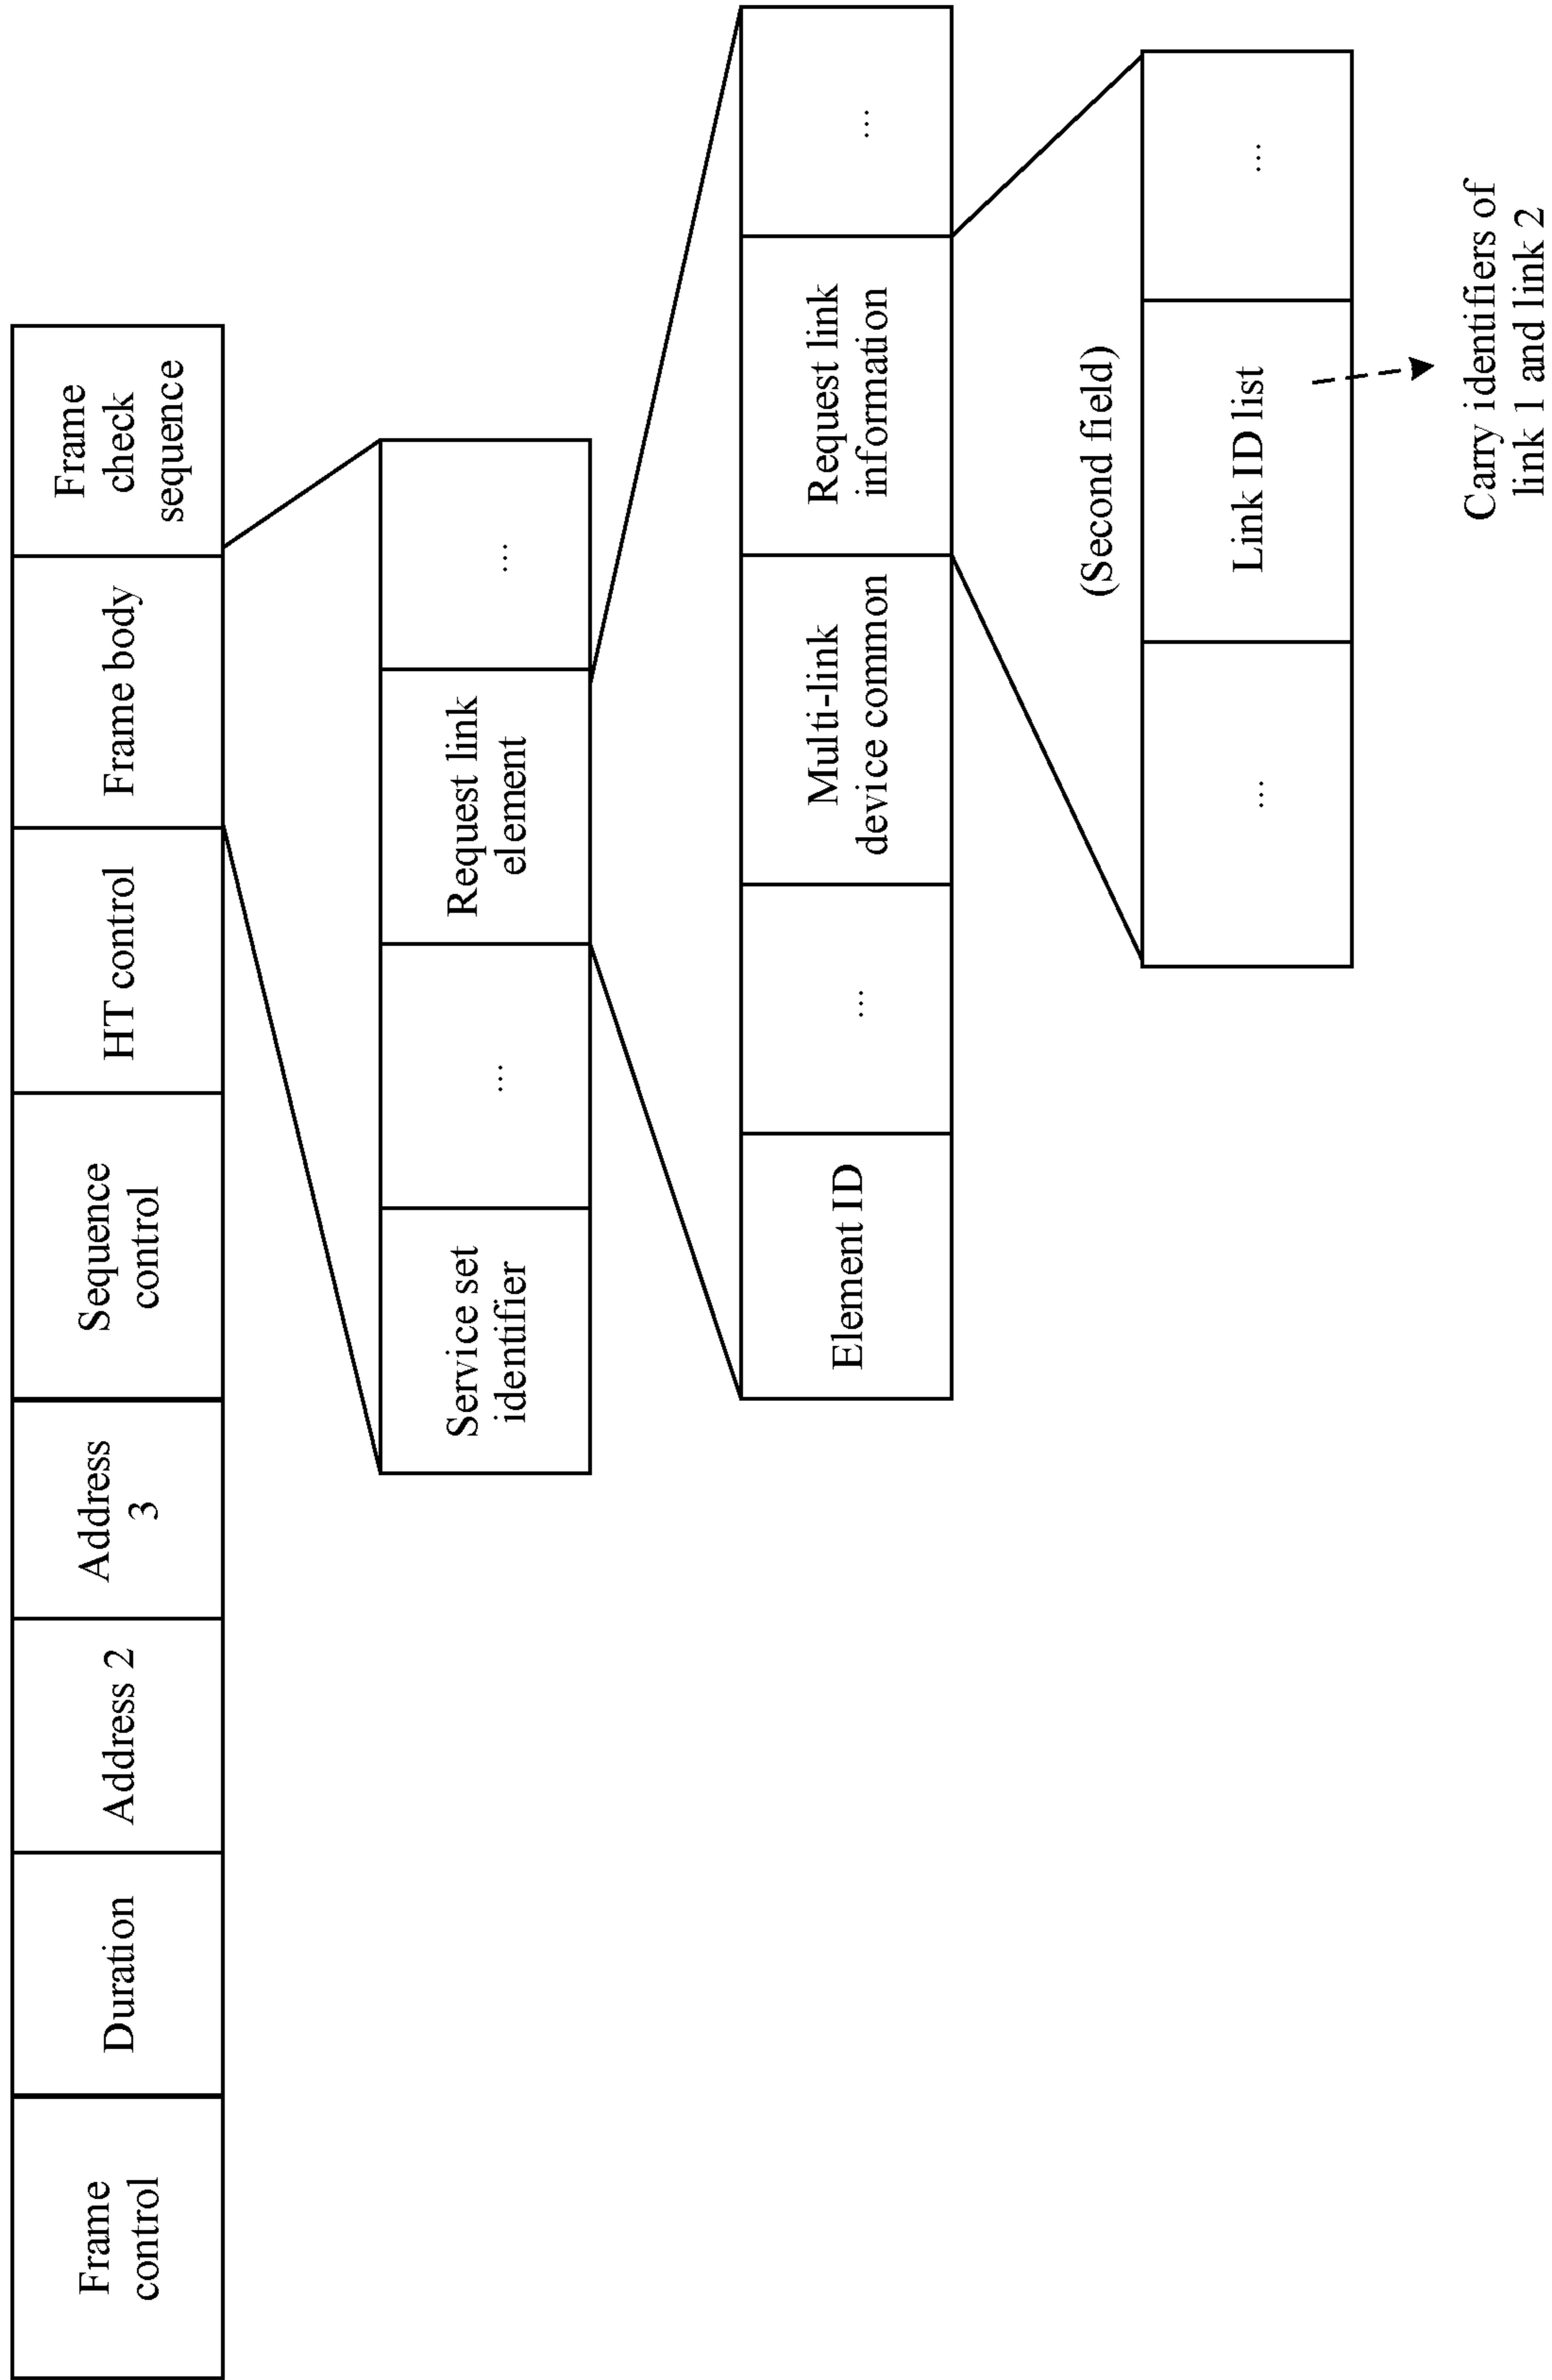 Frame
control
Duration
Address 2
Address
3
Sequence
control
HT control
Frame body
Frame
check
sequence
Service set
identifier
...
Request link
element
...
Element ID
...
Multi-link
device common
Request link
information
...
(Second field)
...
Link ID list
...
Carry identifiers of
link 1 and link 2